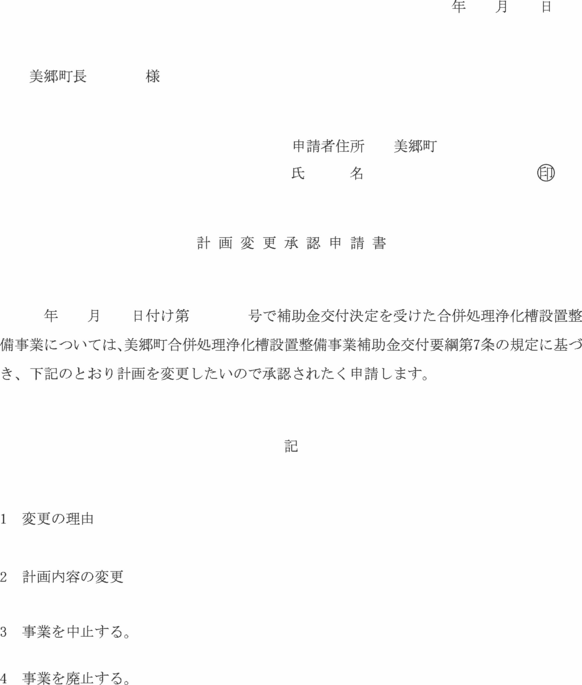 年　　月　　日
美郷町長　　　　様
申請者住所　　美郷町
氏　　　名　　　　　　　　　　　　㊞
計 画 変 更 承 認 申 請 書
年　　月　　日付け第　　　　号で補助金交付決定を受けた合併処理浄化槽設置整
備事業については、美郷町合併処理浄化槽設置整備事業補助金交付要綱第7条の規定に基づ
き、下記のとおり計画を変更したいので承認されたく申請します。
記
1　変更の理由
2　計画内容の変更
3　事業を中止する。
4　事業を廃止する。